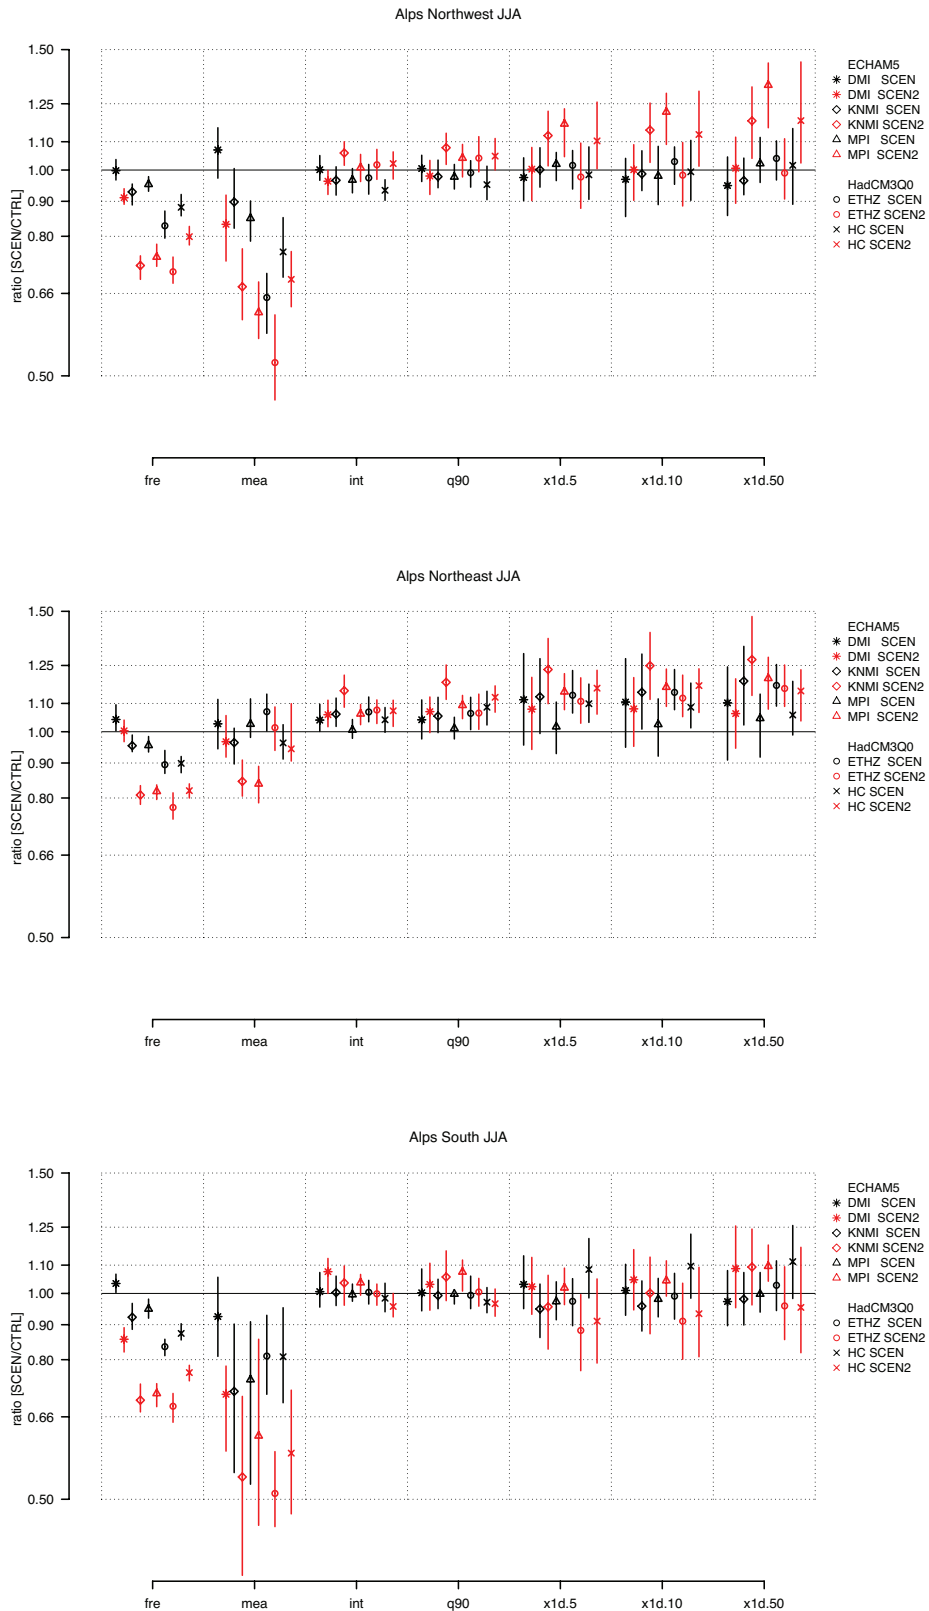 Alps Northwest JJA
ratio [SCEN/CTRL]
1.50
1.25
1.10
1.00
0.90
0.80
0.66
0.50
fre mea int q90 x1d.5 x1d.10 x1d.50
ECHAM5
DMI SCEN
DMI SCEN2
KNMI SCEN
KNMI SCEN2
MPI SCEN
MPI SCEN2
HadCM3Q0
ETHZ SCEN
ETHZ SCEN2
HC SCEN
HC SCEN2
Alps Northeast JJA
ratio [SCEN/CTRL]
1.50
1.25
1.10
1.00
0.90
0.80
0.66
0.50
fre mea int q90 x1d.5 x1d.10 x1d.50
ECHAM5
DMI SCEN
DMI SCEN2
KNMI SCEN
KNMI SCEN2
MPI SCEN
MPI SCEN2
HadCM3Q0
ETHZ SCEN
ETHZ SCEN2
HC SCEN
HC SCEN2
Alps South JJA
ratio [SCEN/CTRL]
1.50
1.25
1.10
1.00
0.90
0.80
0.66
0.50
fre mea int q90 x1d.5 x1d.10 x1d.50
ECHAM5
DMI SCEN
DMI SCEN2
KNMI SCEN
KNMI SCEN2
MPI SCEN
MPI SCEN2
HadCM3Q0
ETHZ SCEN
ETHZ SCEN2
HC SCEN
HC SCEN2